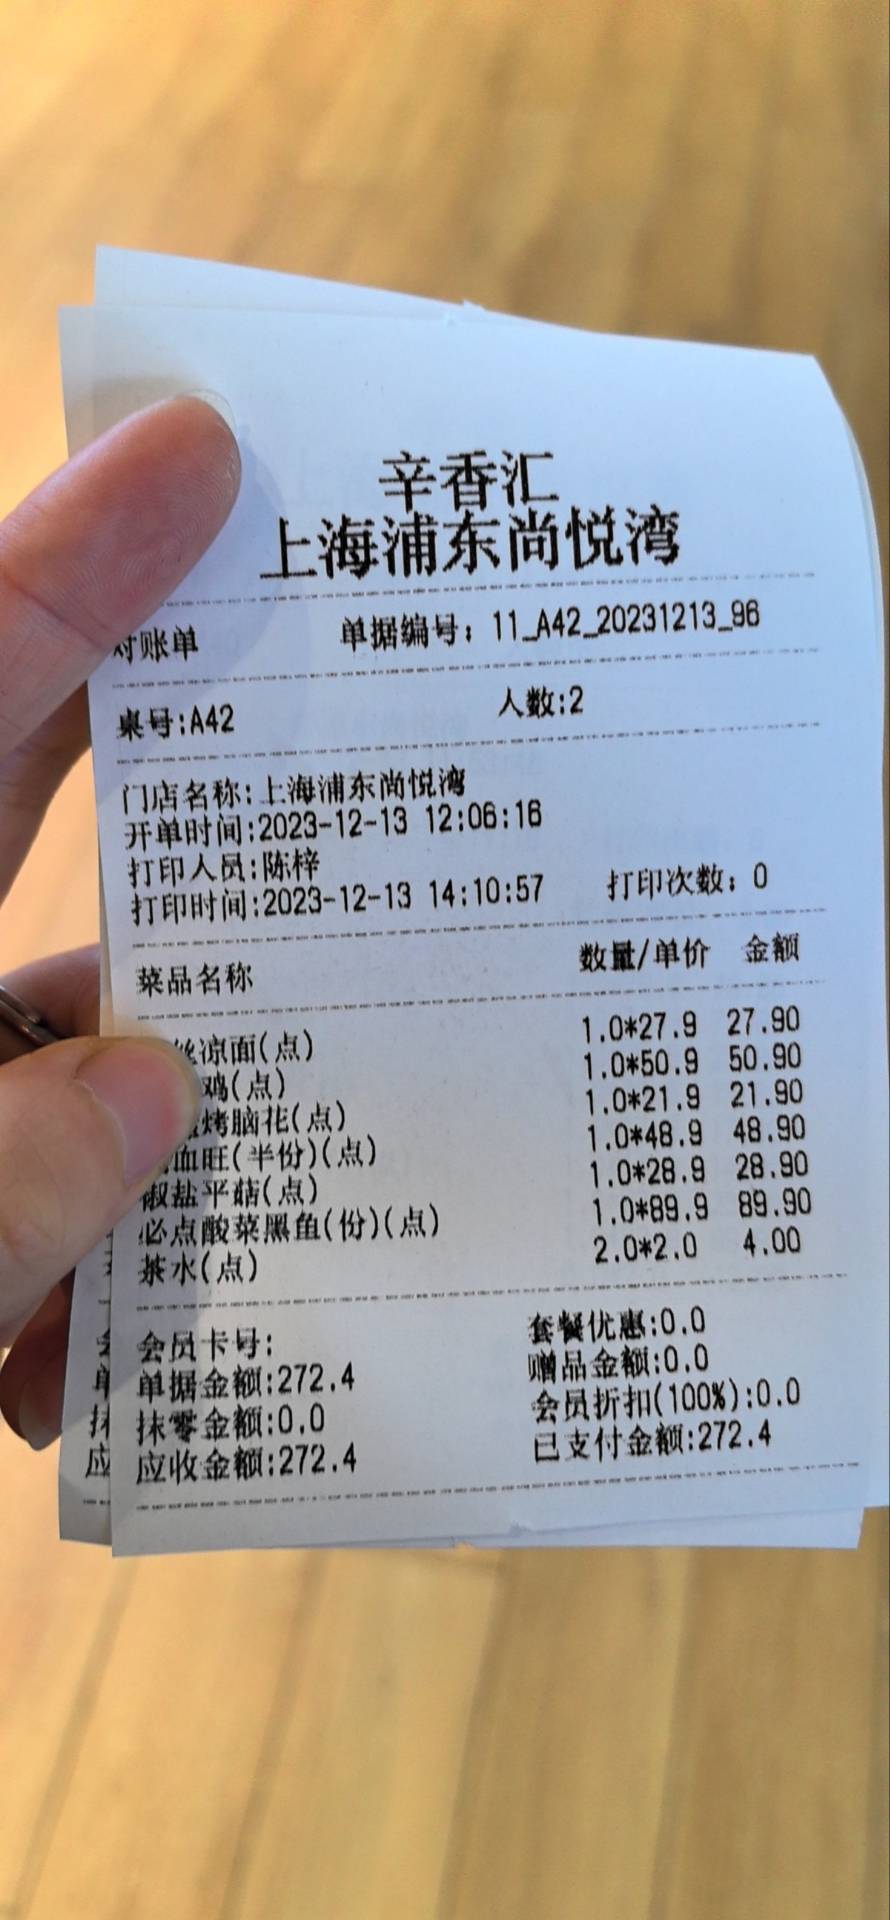 辛香汇
上海浦东尚悦湾
对账单 单据编号：11_A42_20231213_96
桌号:A42 人数:2
门店名称:上海浦东尚悦湾
开单时间:2023-12-13 12:06:16
打印人员:陈梓
打印时间:2023-12-13 14:10:57 打印次数：0
菜品名称 数量/单价 金额
丝凉面(点) 1.0*27.9 27.90
鸡(点) 1.0*50.9 50.90
烤脑花(点) 1.0*21.9 21.90
血旺(半份)(点) 1.0*48.9 48.90
椒盐平菇(点) 1.0*28.9 28.90
必点酸菜黑鱼(份)(点) 1.0*89.9 89.90
茶水(点) 2.0*2.0 4.00
会员卡号: 套餐优惠:0.0
单据金额:272.4 赠品金额:0.0
抹零金额:0.0 会员折扣(100%):0.0
应收金额:272.4 已支付金额:272.4